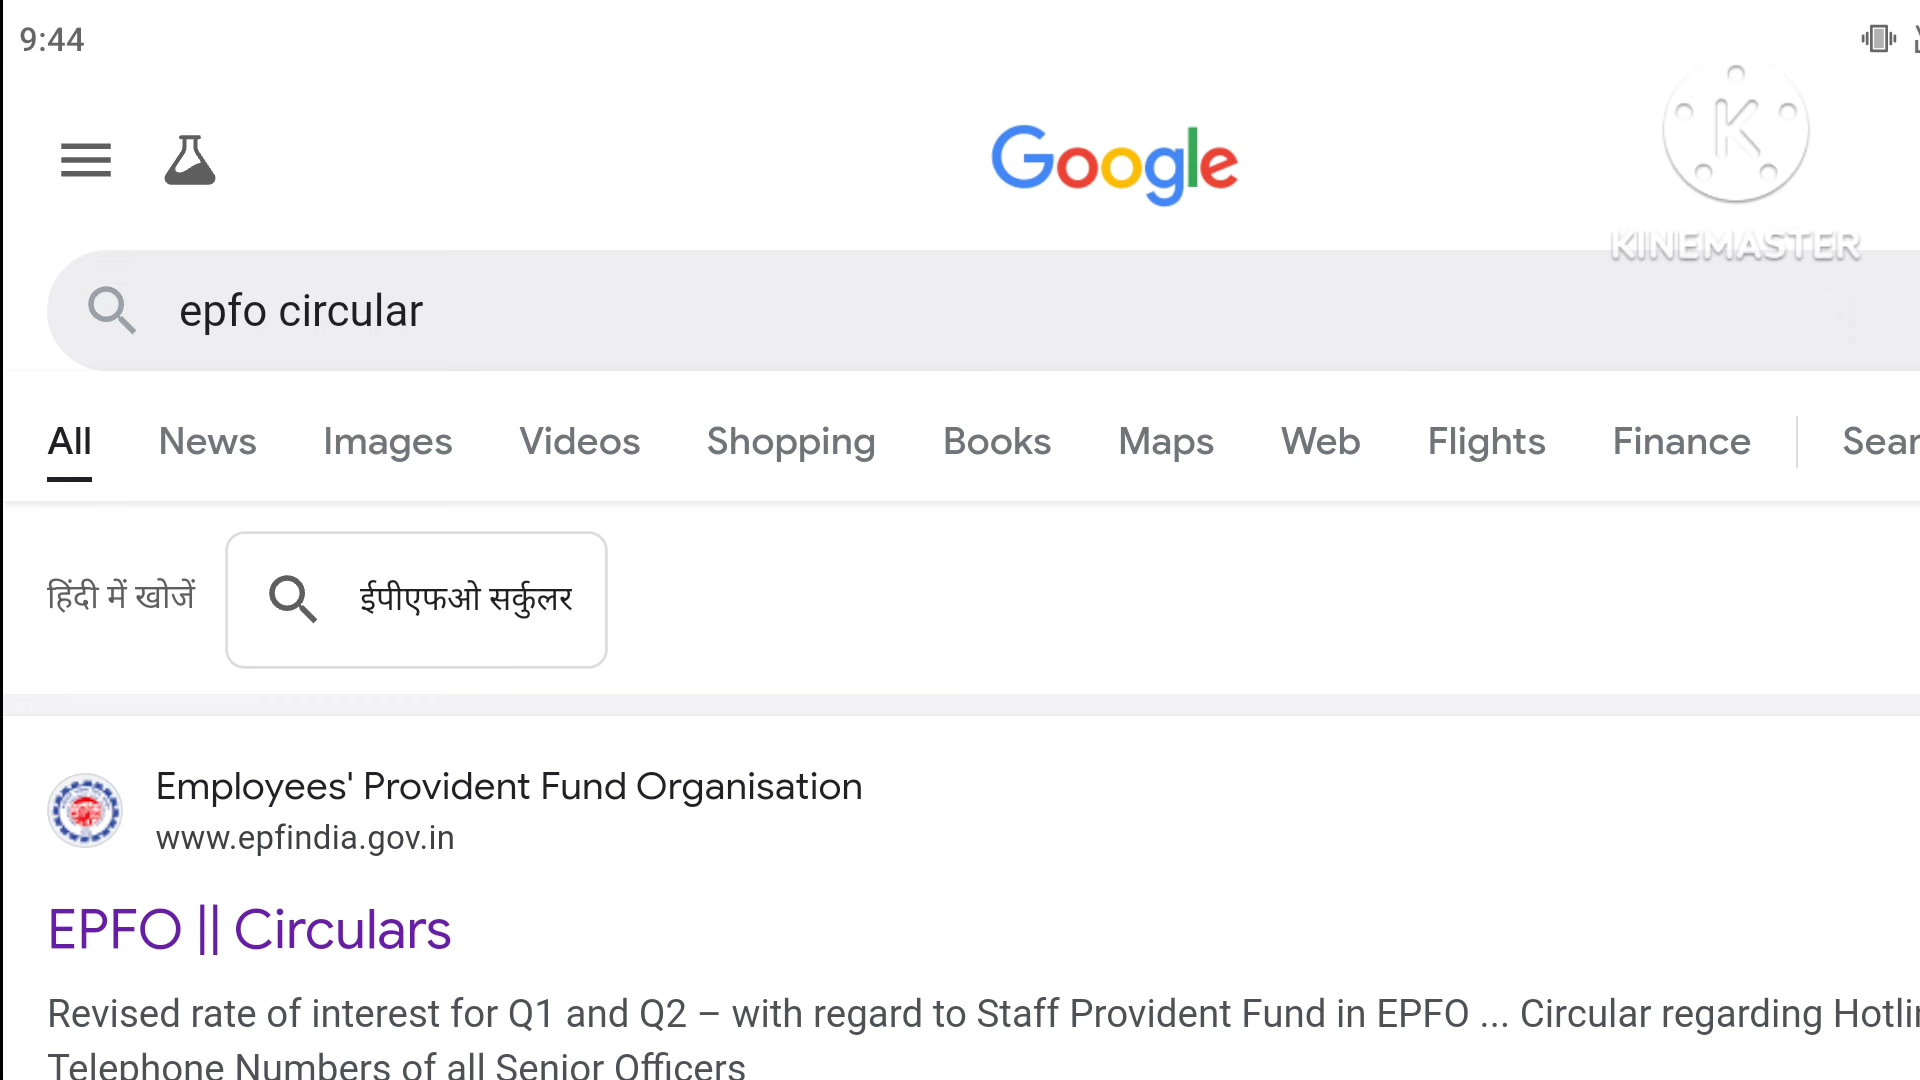 9:44
Google
K
KINEMASTER
epfo circular
All News Images Videos Shopping Books Maps Web Flights Finance
हिंदी में खोजें ईपीएफओ सर्कुलर
Employees' Provident Fund Organisation
www.epfindia.gov.in
EPFO || Circulars
Revised rate of interest for Q1 and Q2 – with regard to Staff Provident Fund in EPFO ... Circular regarding
Telephone Numbers of all Senior Officers